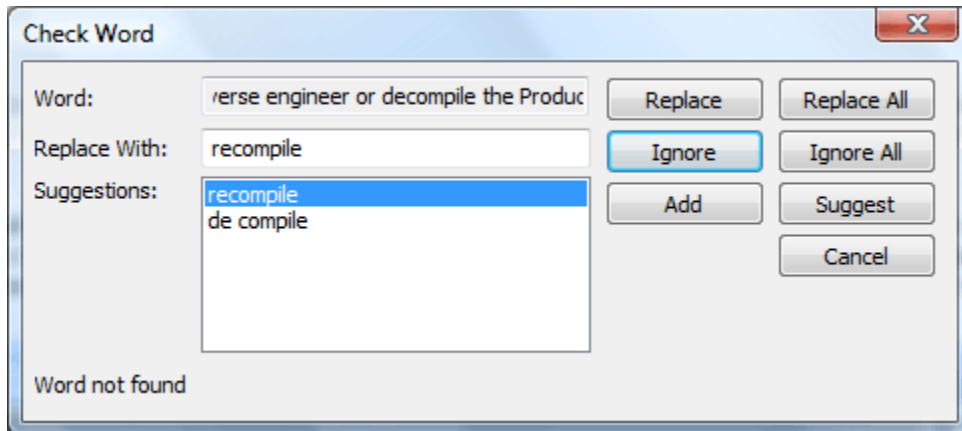 Check Word
Word: verse engineer or decompile the Produc Replace Replace All
Replace With: recompile Ignore Ignore All
Suggestions: recompile Add Suggest
de compile
Cancel
Word not found